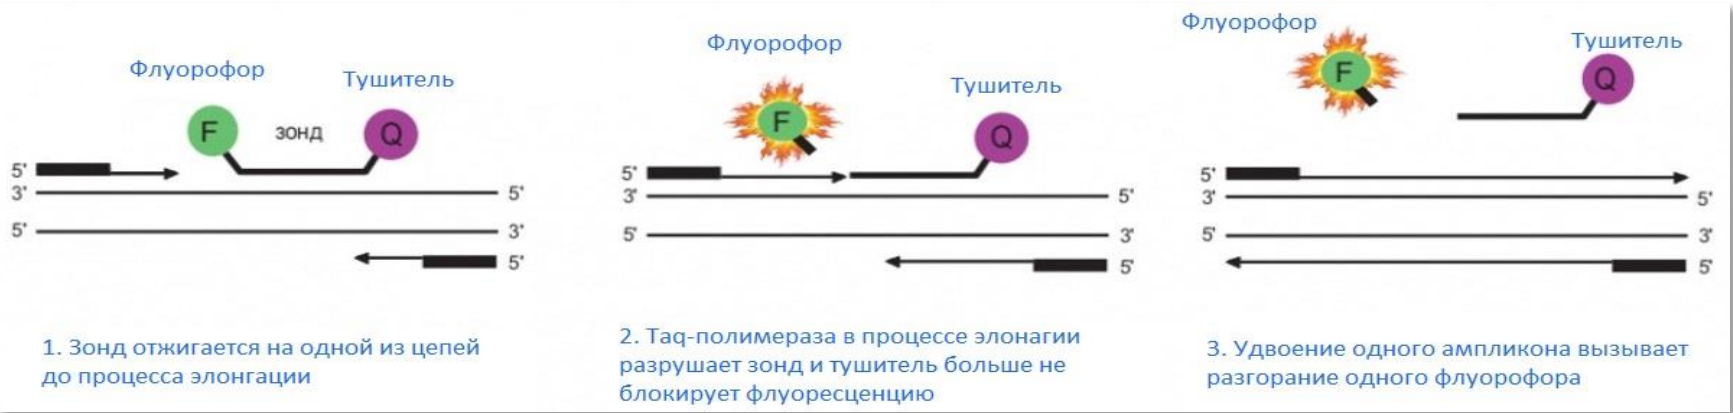 Флуорофор
Тушитель
F
зонд
Q
5'
3'
5'
5'
3'
5'
1. Зонд отжигается на одной из цепей
до процесса элонгации
Флуорофор
Тушитель
F
Q
5'
3'
5'
5'
3'
5'
2. Taq-полимераза в процессе элонагии
разрушает зонд и тушитель больше не
блокирует флуоресценцию
Флуорофор
Тушитель
F
Q
5'
3'
5'
5'
3'
5'
3. Удвоение одного ампликона вызывает
разгорание одного флуорофора